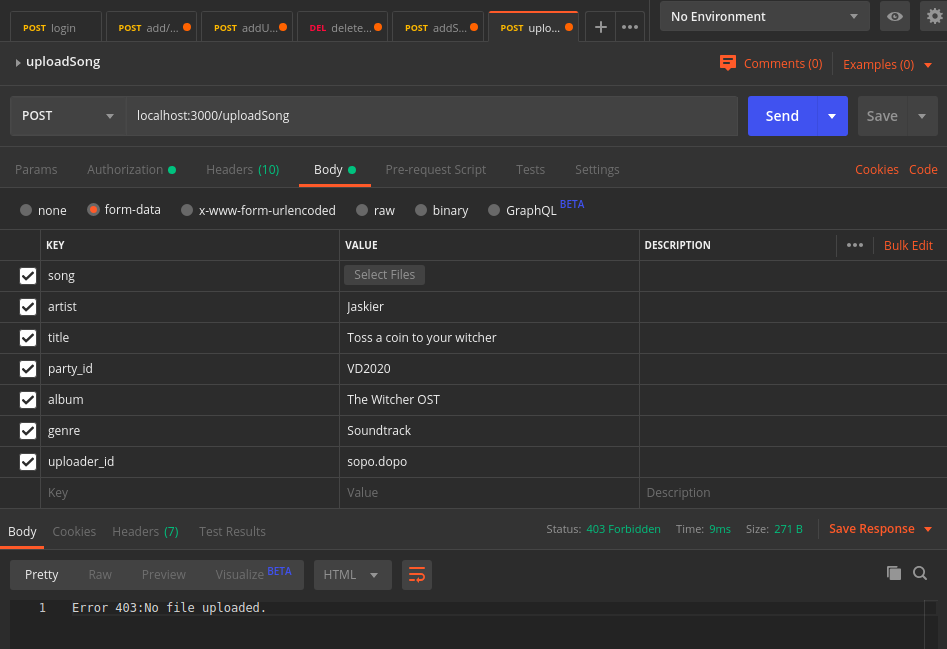 POST login POST add/... POST addU... DEL delete... POST addS... POST uplo... + ••• No Environment
uploadSong Comments (0) Examples (0)
POST localhost:3000/uploadSong Send Save
Params Authorization Headers (10) Body Pre-request Script Tests Settings Cookies Code
none form-data x-www-form-urlencoded raw binary GraphQL BETA
KEY VALUE DESCRIPTION ••• Bulk Edit
song Select Files
artist Jaskier
title Toss a coin to your witcher
party_id VD2020
album The Witcher OST
genre Soundtrack
uploader_id sopo.dopo
Key Value Description
Body Cookies Headers (7) Test Results Status: 403 Forbidden Time: 9ms Size: 271 B Save Response
Pretty Raw Preview Visualize BETA HTML
1 Error 403:No file uploaded.